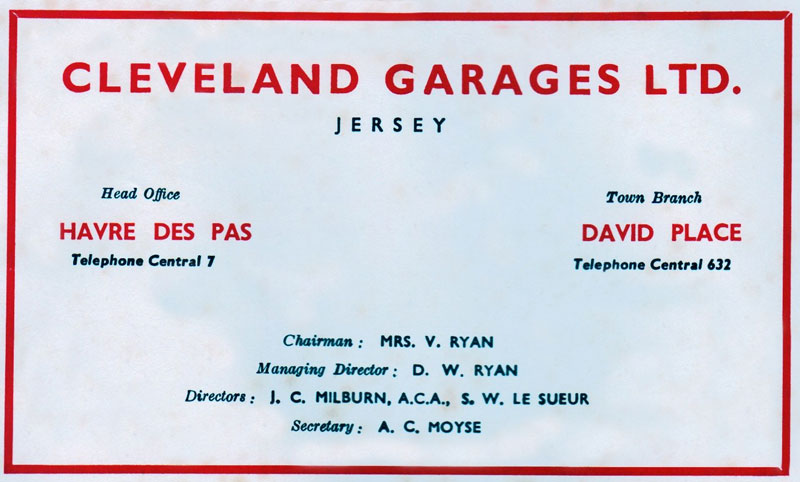 CLEVELAND GARAGES LTD.
JERSEY
Head Office
HAVRE DES PAS
Telephone Central 7
Town Branch
DAVID PLACE
Telephone Central 632
Chairman : MRS. V. RYAN
Managing Director : D. W. RYAN
Directors : J. C. MILBURN, A.C.A., S. W. LE SUEUR
Secretary : A. C. MOYSE